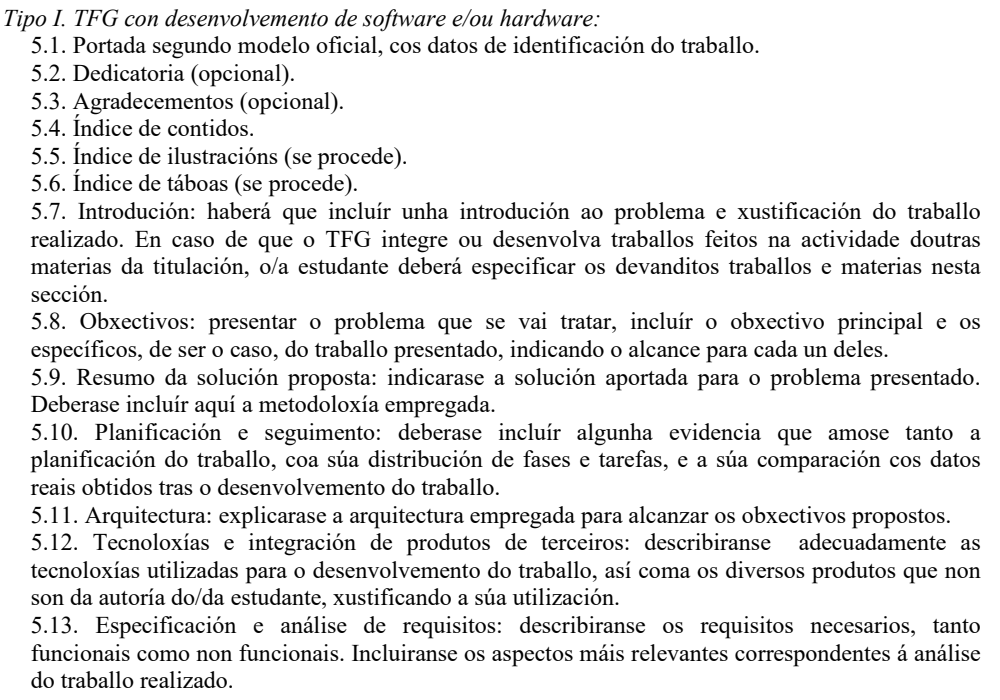 Tipo I. TFG con desenvolvemento de software e/ou hardware:
5.1. Portada segundo modelo oficial, cos datos de identificación do traballo.
5.2. Dedicatoria (opcional).
5.3. Agradecementos (opcional).
5.4. Índice de contidos.
5.5. Índice de ilustracións (se procede).
5.6. Índice de táboas (se procede).
5.7. Introdución: haberá que incluír unha introdución ao problema e xustificación do traballo
realizado. En caso de que o TFG integre ou desenvolva traballos feitos na actividade doutras
materias da titulación, o/a estudante deberá especificar os devanditos traballos e materias nesta
sección.
5.8. Obxectivos: presentar o problema que se vai tratar, incluír o obxectivo principal e os
específicos, de ser o caso, do traballo presentado, indicando o alcance para cada un deles.
5.9. Resumo da solución proposta: indicarase a solución aportada para o problema presentado.
Deberase incluír aquí a metodoloxía empregada.
5.10. Planificación e seguimento: deberase incluír algunha evidencia que amose tanto a
planificación do traballo, coa súa distribución de fases e tarefas, e a súa comparación cos datos
reais obtidos tras o desenvolvemento do traballo.
5.11. Arquitectura: explicarase a arquitectura empregada para alcanzar os obxectivos propostos.
5.12. Tecnoloxías e integración de produtos de terceiros: describiranse adecuadamente as
tecnoloxías utilizadas para o desenvolvemento do traballo, así coma os diversos produtos que non
son da autoría do/da estudante, xustificando a súa utilización.
5.13. Especificación e análise de requisitos: describiranse os requisitos necesarios, tanto
funcionais como non funcionais. Incluiranse os aspectos máis relevantes correspondentes á análise
do traballo realizado.